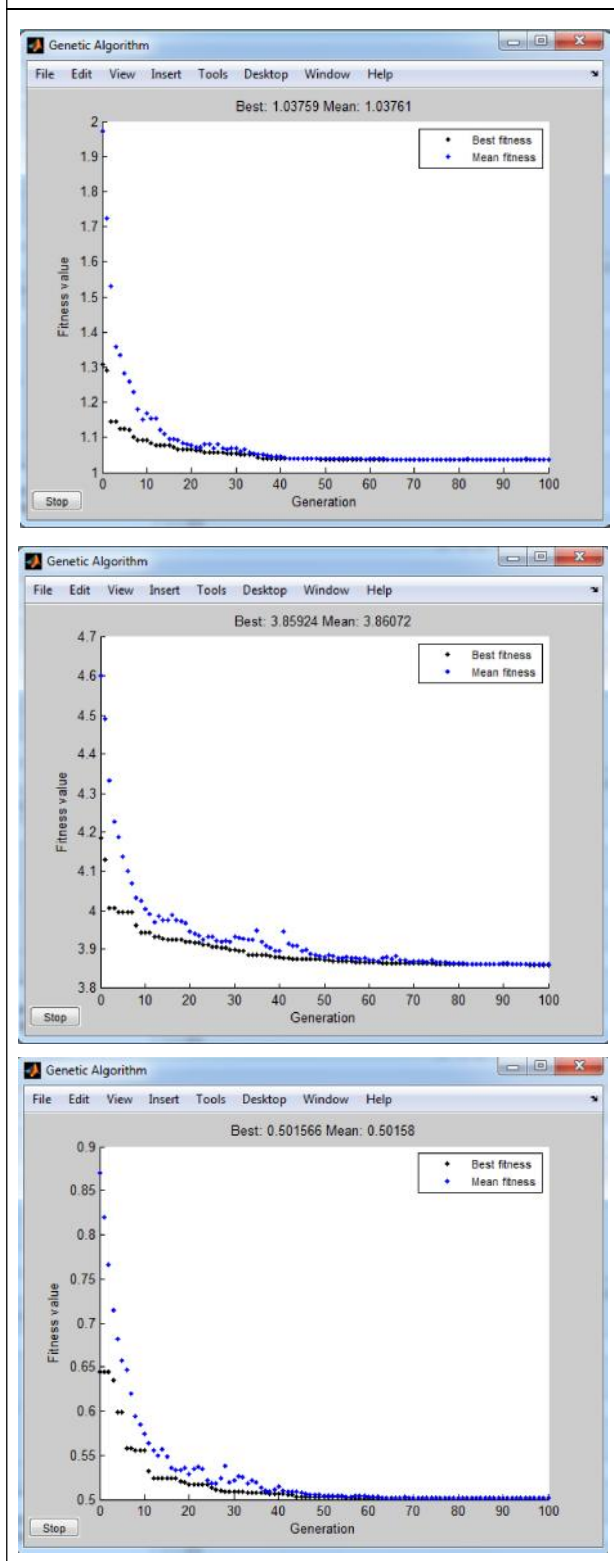 Genetic Algorithm
File Edit View Insert Tools Desktop Window Help
Best: 1.03759 Mean: 1.03761
Best fitness
Mean fitness
2
1.9
1.8
1.7
1.6
1.5
1.4
1.3
1.2
1.1
1
Fitness value
0 10 20 30 40 50 60 70 80 90 100
Generation
Stop
Genetic Algorithm
File Edit View Insert Tools Desktop Window Help
Best: 3.85924 Mean: 3.86072
Best fitness
Mean fitness
4.7
4.6
4.5
4.4
4.3
4.2
4.1
4
3.9
3.8
Fitness value
0 10 20 30 40 50 60 70 80 90 100
Generation
Stop
Genetic Algorithm
File Edit View Insert Tools Desktop Window Help
Best: 0.501566 Mean: 0.50158
Best fitness
Mean fitness
0.9
0.85
0.8
0.75
0.7
0.65
0.6
0.55
0.5
Fitness value
0 10 20 30 40 50 60 70 80 90 100
Generation
Stop